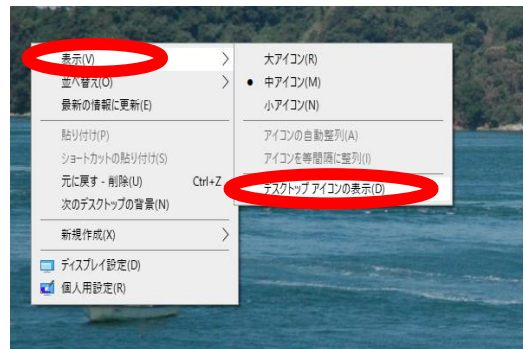 表示(V)
並べ替え(O)
最新の情報に更新(E)
貼り付け(P)
ショートカットの貼り付け(S)
元に戻す - 削除(U) Ctrl+Z
次のデスクトップの背景(N)
新規作成(X)
ディスプレイ設定(D)
個人用設定(R)
大アイコン(R)
中アイコン(M)
小アイコン(N)
アイコンの自動整列(A)
アイコンを等間隔に整列(I)
デスクトップ アイコンの表示(D)